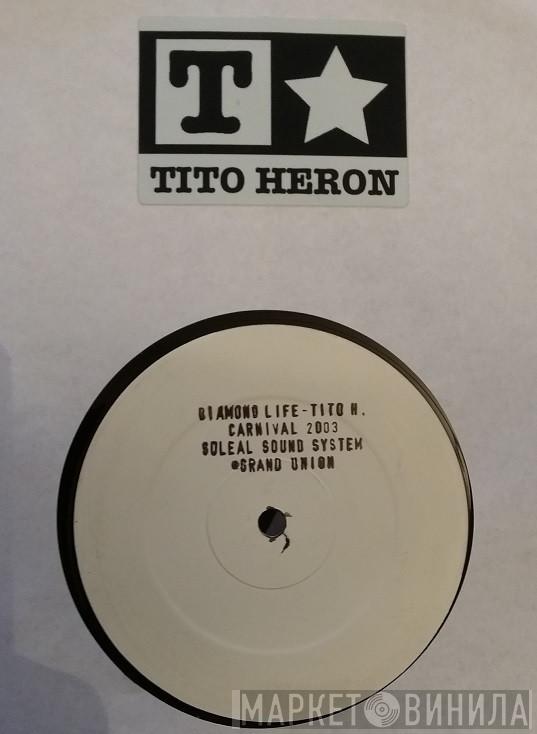 T
TITO HERON
DIAMOND LIFE-TITO H.
CARNIVAL 2003
SOLEAL SOUND SYSTEM
@GRAND UNION
МАРКЕТ ВИНИЛА